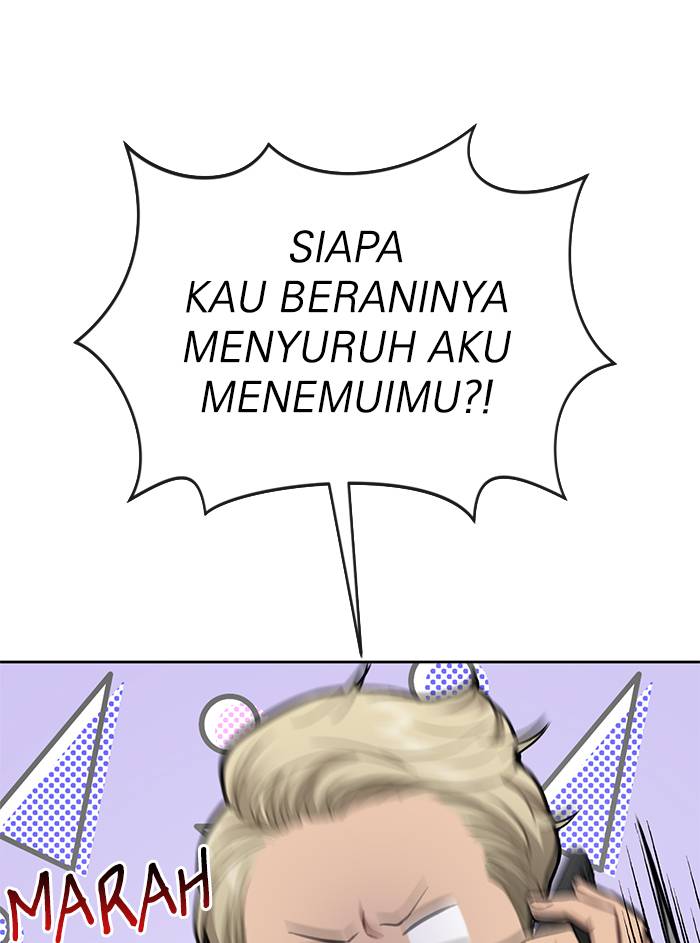 SIAPA
KAU BERANINYA
MENYURUH AKU
MENEMUIMU?!
MARAH